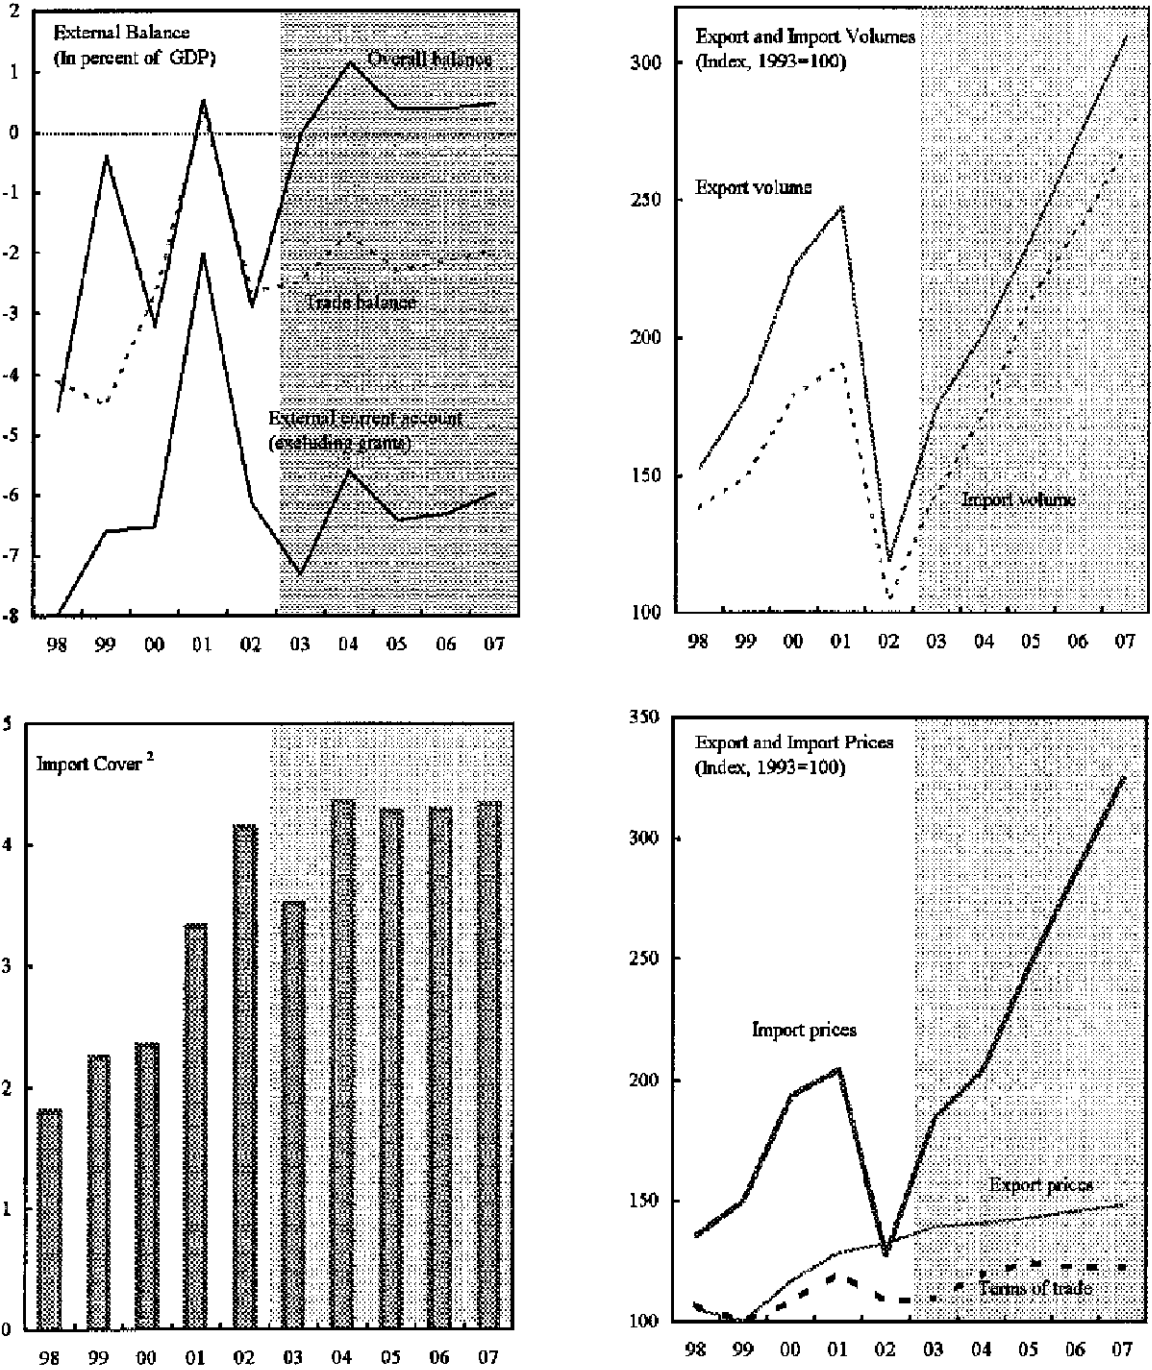 External Balance
(In percent of GDP)
Overall balance
Trade balance
External current account
(excluding grants)
2
1
0
-1
-2
-3
-4
-5
-6
-7
-8
98 99 00 01 02 03 04 05 06 07
Export and Import Volumes
(Index, 1993=100)
Export volume
Import volume
300
250
200
150
100
98 99 00 01 02 03 04 05 06 07
Import Cover 2
5
4
3
2
1
0
98 99 00 01 02 03 04 05 06 07
Export and Import Prices
(Index, 1993=100)
Import prices
Export prices
Terms of trade
350
300
250
200
150
100
98 99 00 01 02 03 04 05 06 07